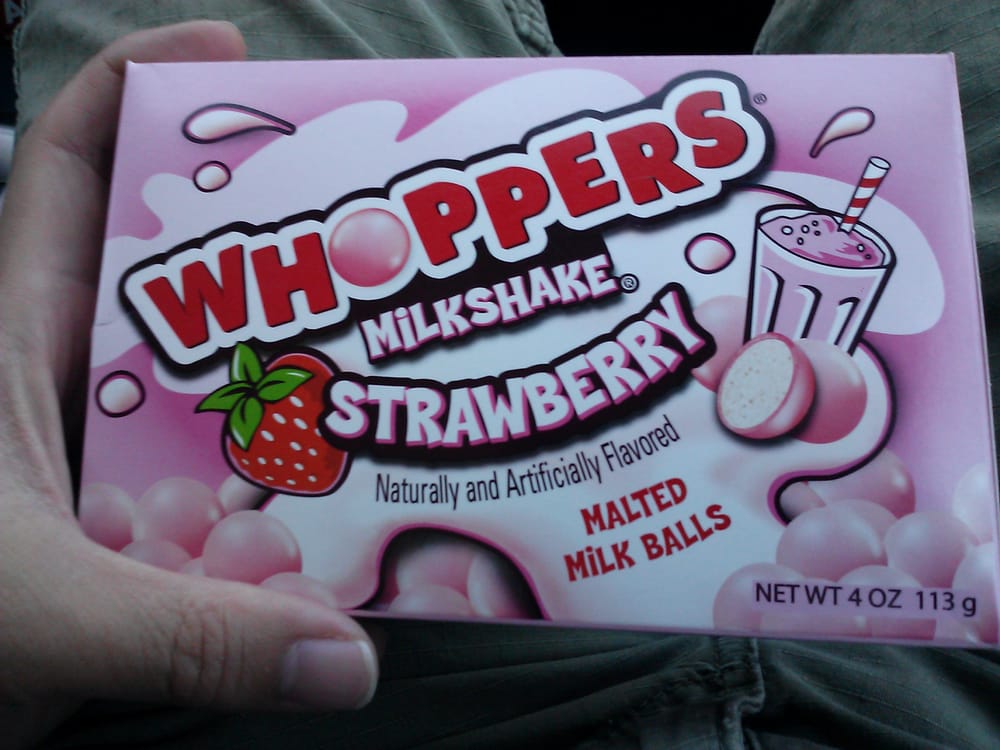 WHOPPERS®
MiLKSHAKE®
STRAWBERRY
Naturally and Artificially Flavored
MALTED
MiLK BALLS
NET WT 4 OZ 113 g